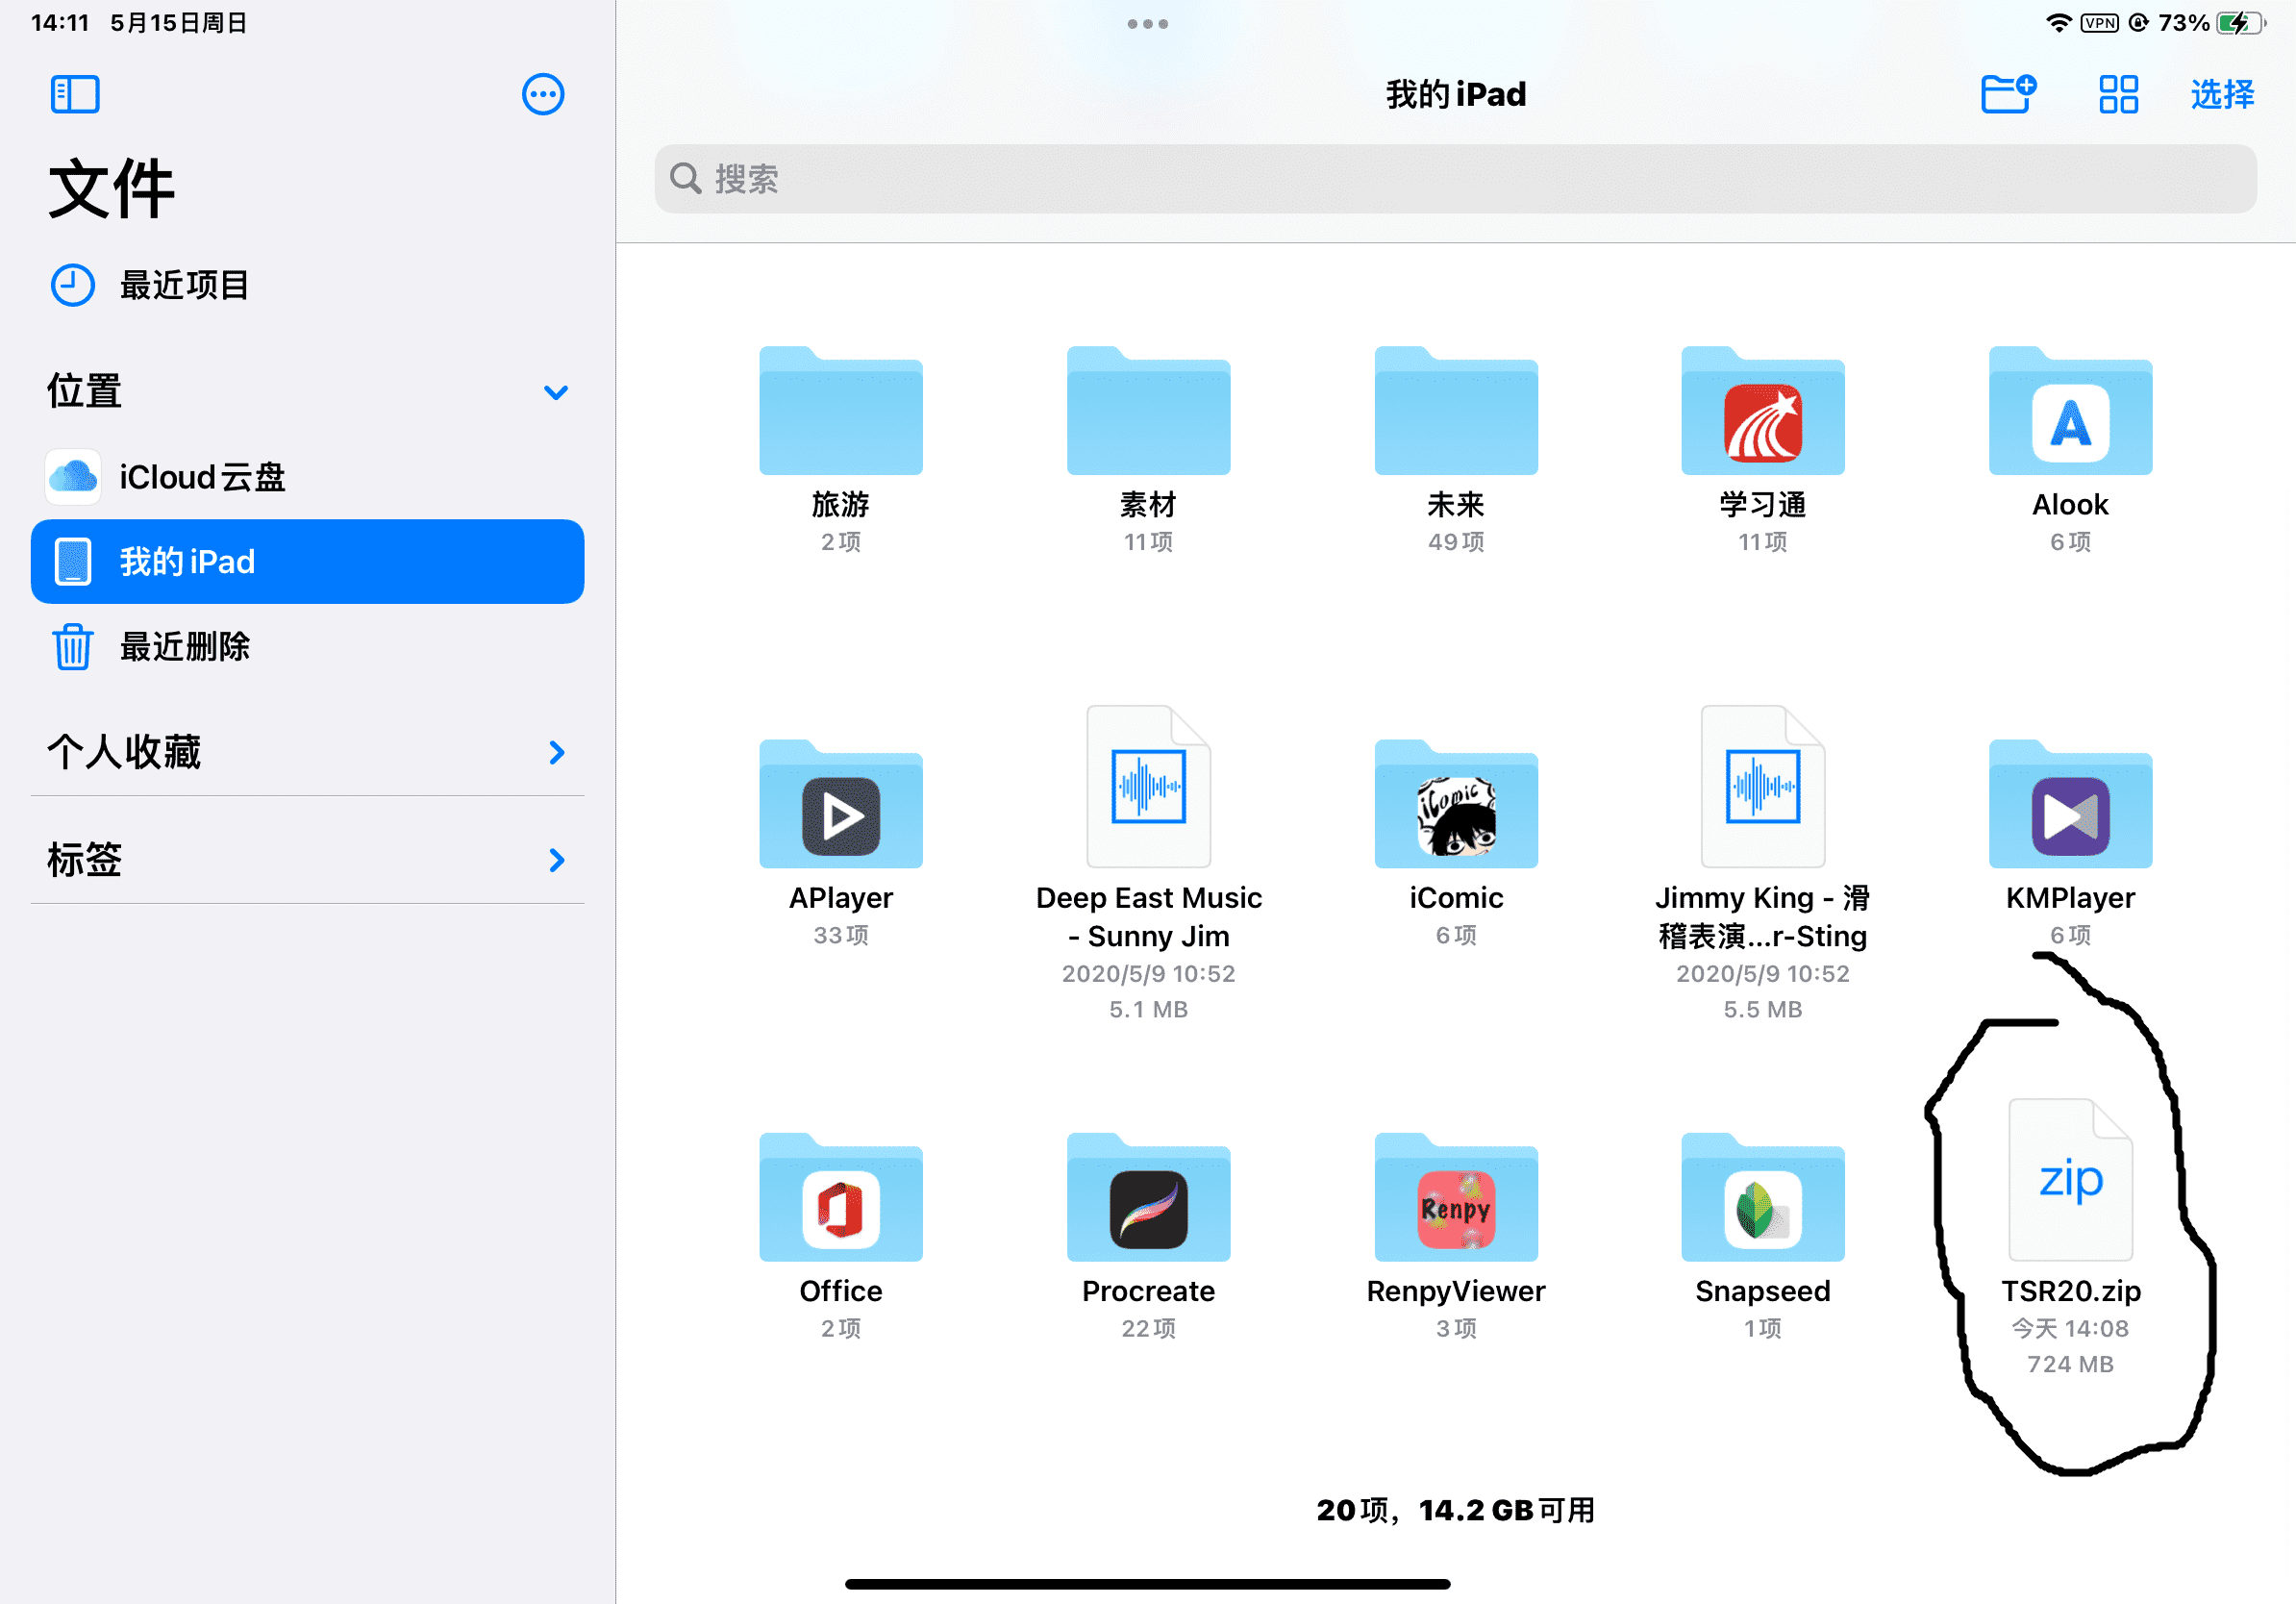 14:11 5月15日周日
VPN 73%
我的 iPad
选择
搜索
文件
最近项目
位置
iCloud云盘
我的 iPad
最近删除
个人收藏
标签
旅游
2项
素材
11项
未来
49项
学习通
11项
A
Alook
6项
APlayer
33项
Deep East Music
- Sunny Jim
2020/5/9 10:52
5.1 MB
iComic
iComic
6项
Jimmy King - 滑
稽表演...r-Sting
2020/5/9 10:52
5.5 MB
KMPlayer
6项
Office
2项
Procreate
22项
Renpy
RenpyViewer
3项
Snapseed
1项
zip
TSR20.zip
今天 14:08
724 MB
20项，14.2 GB可用